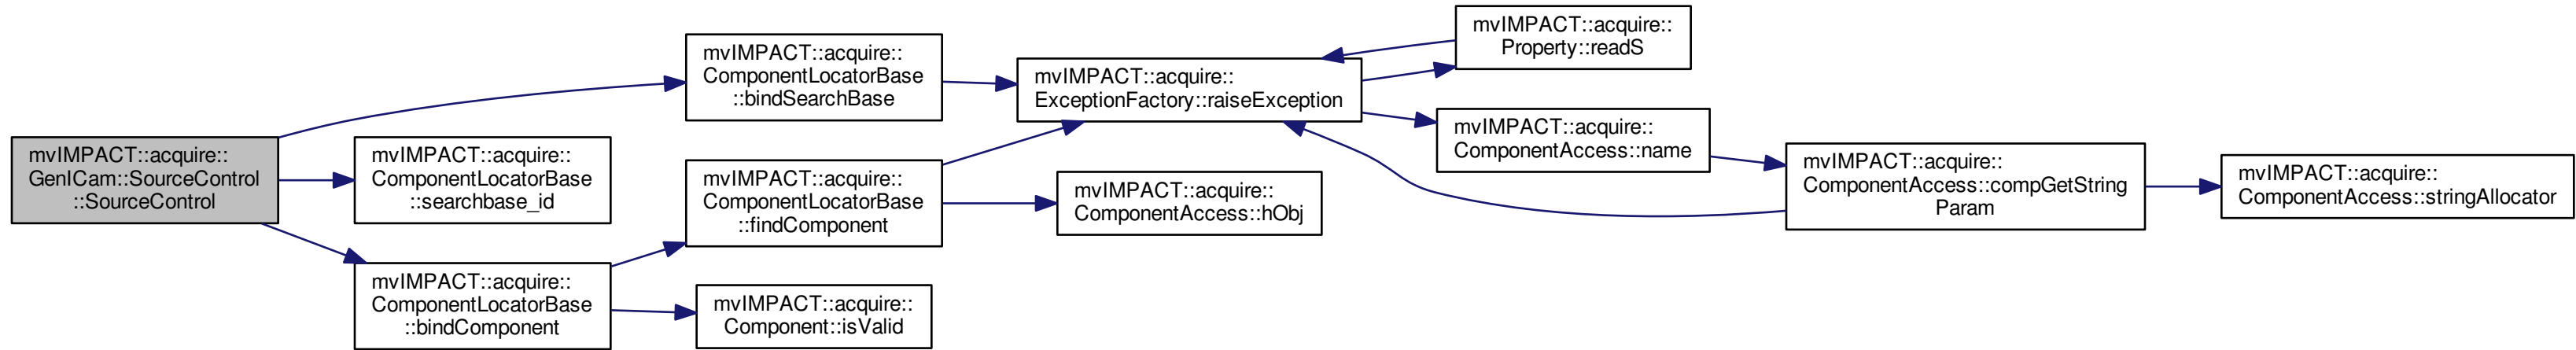 mvIMPACT::acquire::
GenICam::SourceControl
::SourceControl
mvIMPACT::acquire::
ComponentLocatorBase
::bindSearchBase
mvIMPACT::acquire::
ComponentLocatorBase
::searchbase_id
mvIMPACT::acquire::
ComponentLocatorBase
::bindComponent
mvIMPACT::acquire::
ComponentLocatorBase
::findComponent
mvIMPACT::acquire::
Component::isValid
mvIMPACT::acquire::
ExceptionFactory::raiseException
mvIMPACT::acquire::
ComponentAccess::hObj
mvIMPACT::acquire::
Property::readS
mvIMPACT::acquire::
ComponentAccess::name
mvIMPACT::acquire::
ComponentAccess::compGetString
Param
mvIMPACT::acquire::
ComponentAccess::stringAllocator